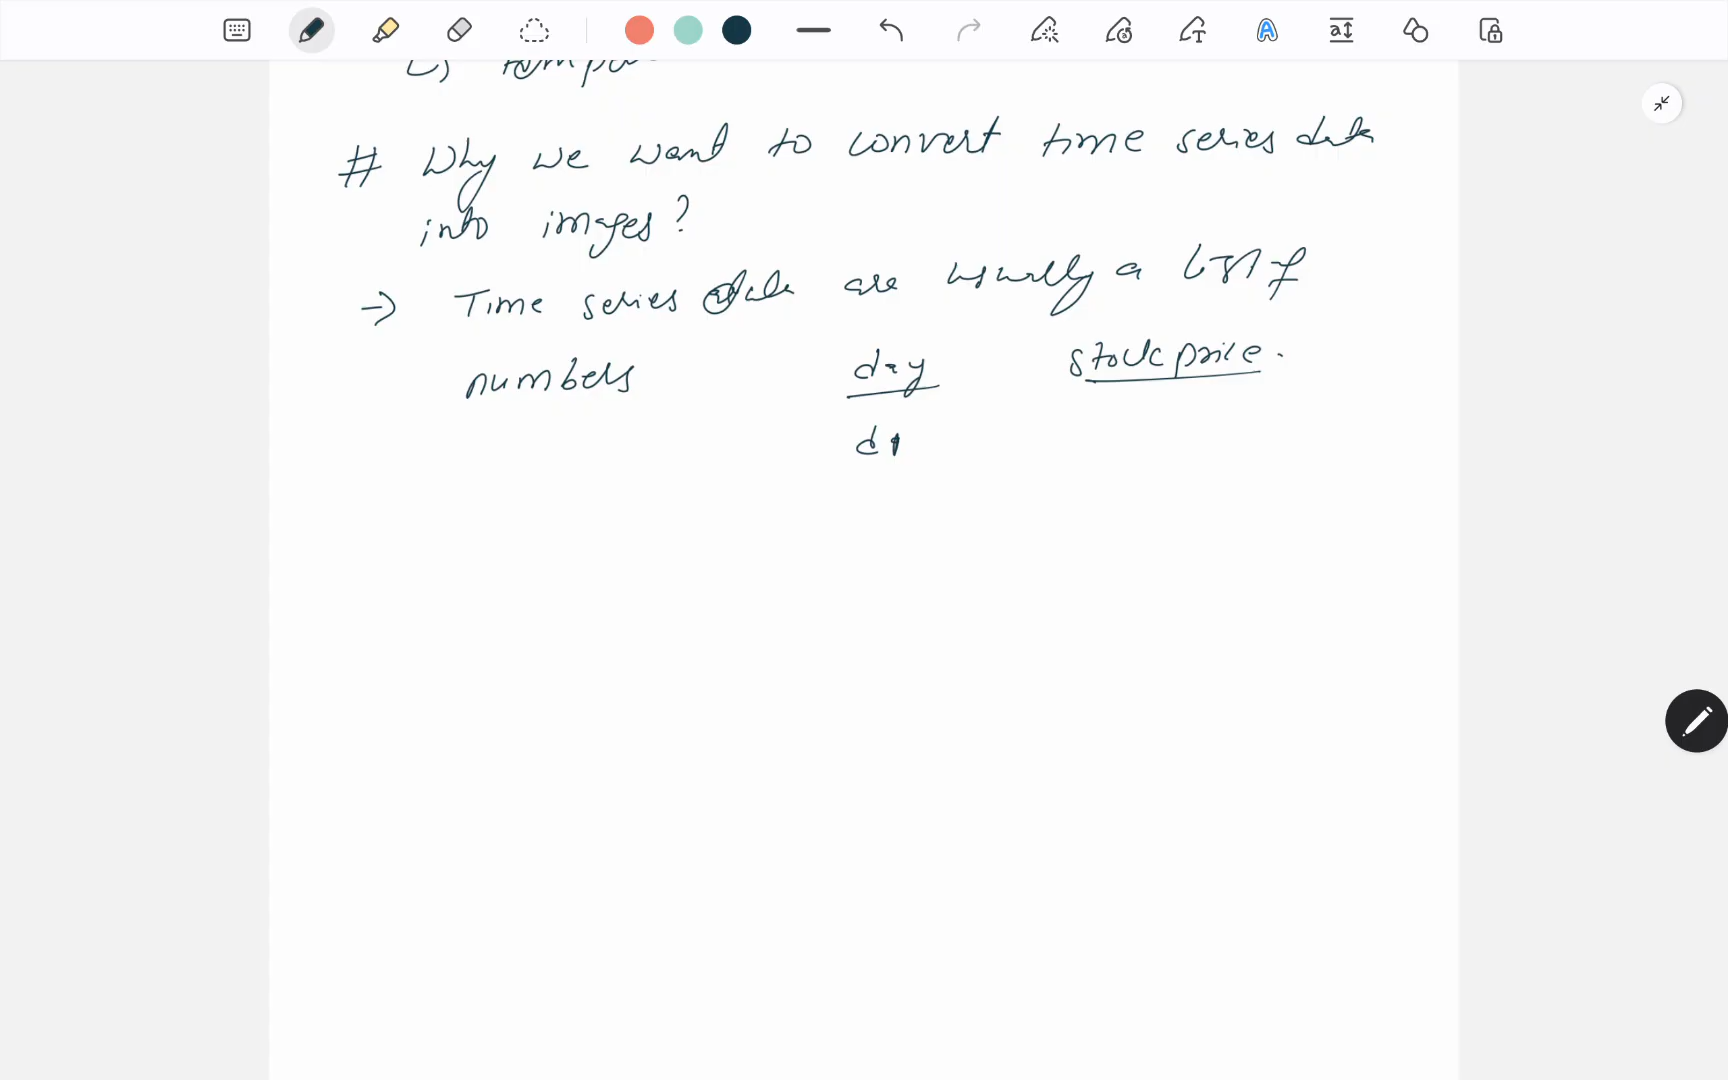 # Why we want to convert time series data
into images?
→ Time series data are usually a list of
numbers day stock price.
d1